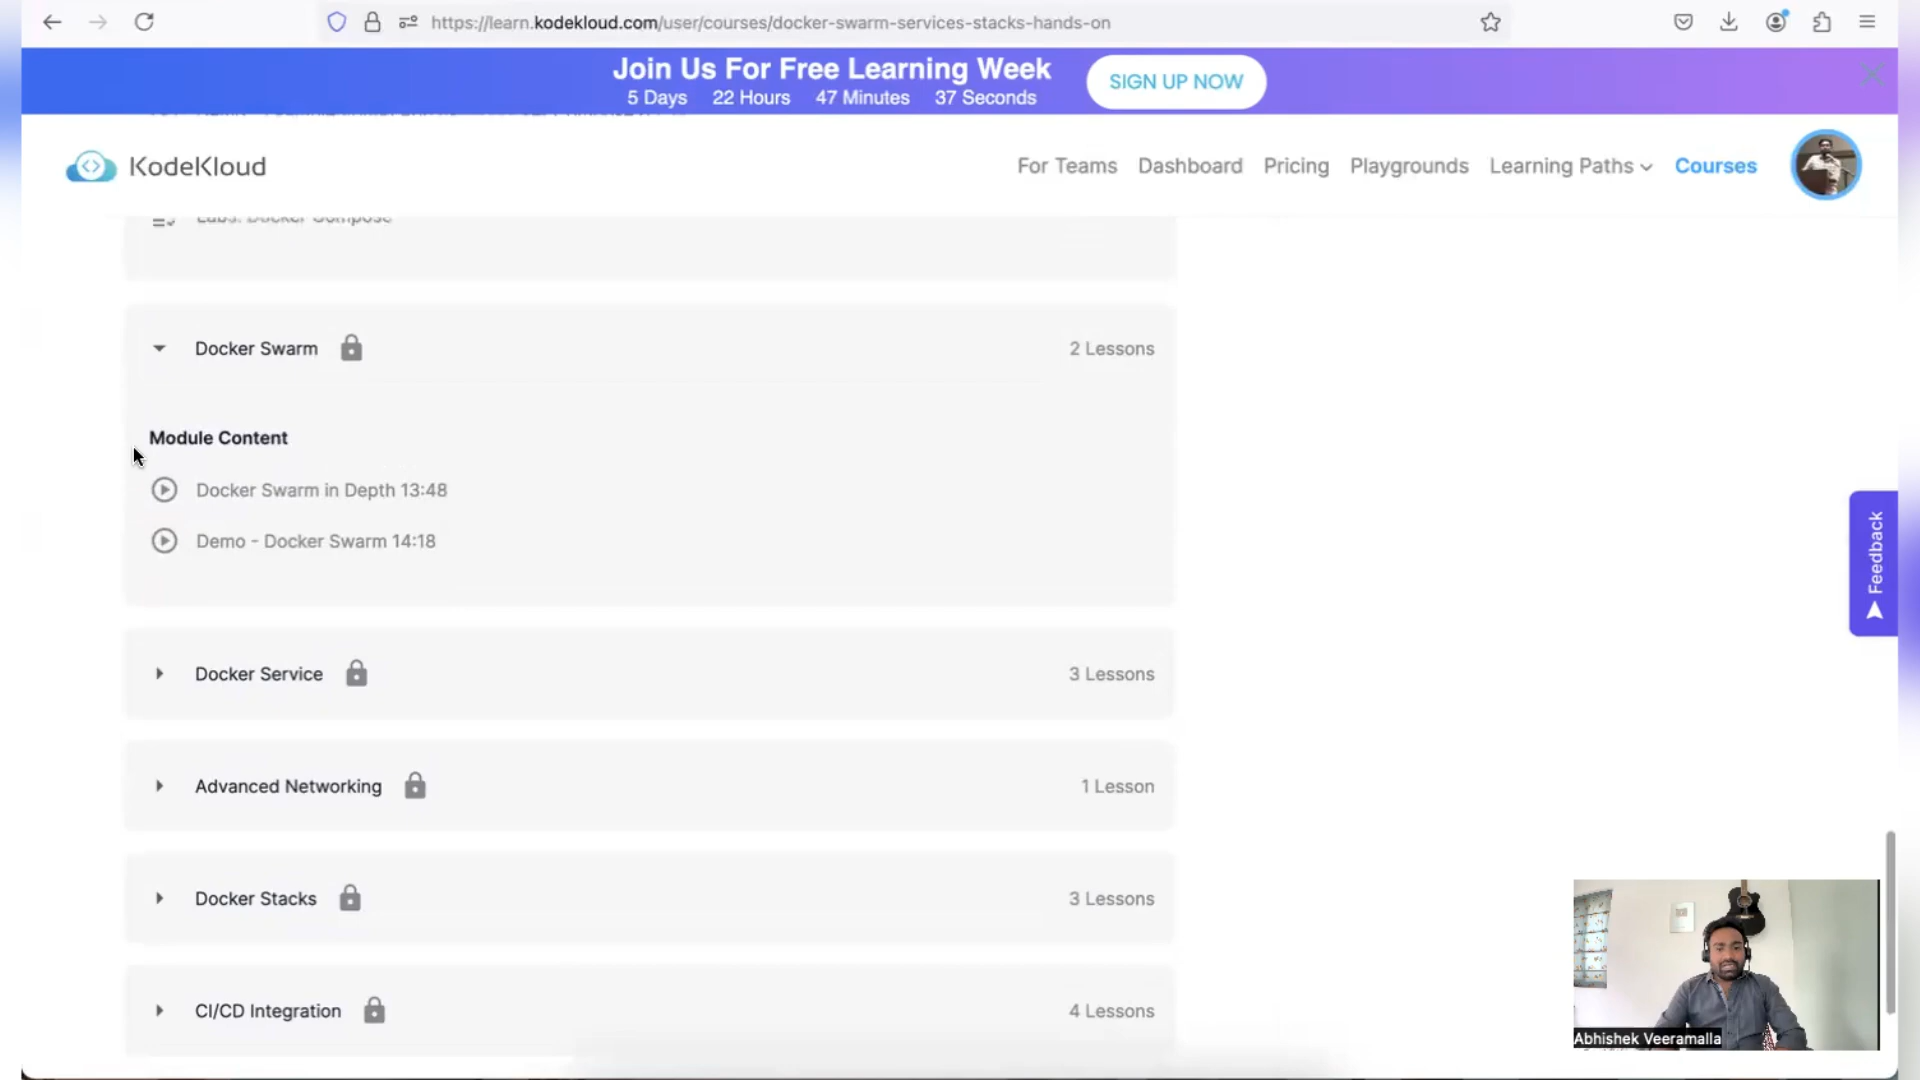 https://learn.kodekloud.com/user/courses/docker-swarm-services-stacks-hands-on
Join Us For Free Learning Week
5 Days 22 Hours 47 Minutes 37 Seconds
SIGN UP NOW
KodeKloud
For Teams Dashboard Pricing Playgrounds Learning Paths Courses
Labs: Docker Compose
Docker Swarm 2 Lessons
Module Content
Docker Swarm in Depth 13:48
Demo - Docker Swarm 14:18
Feedback
Docker Service 3 Lessons
Advanced Networking 1 Lesson
Docker Stacks 3 Lessons
CI/CD Integration 4 Lessons
Abhishek Veeramalla